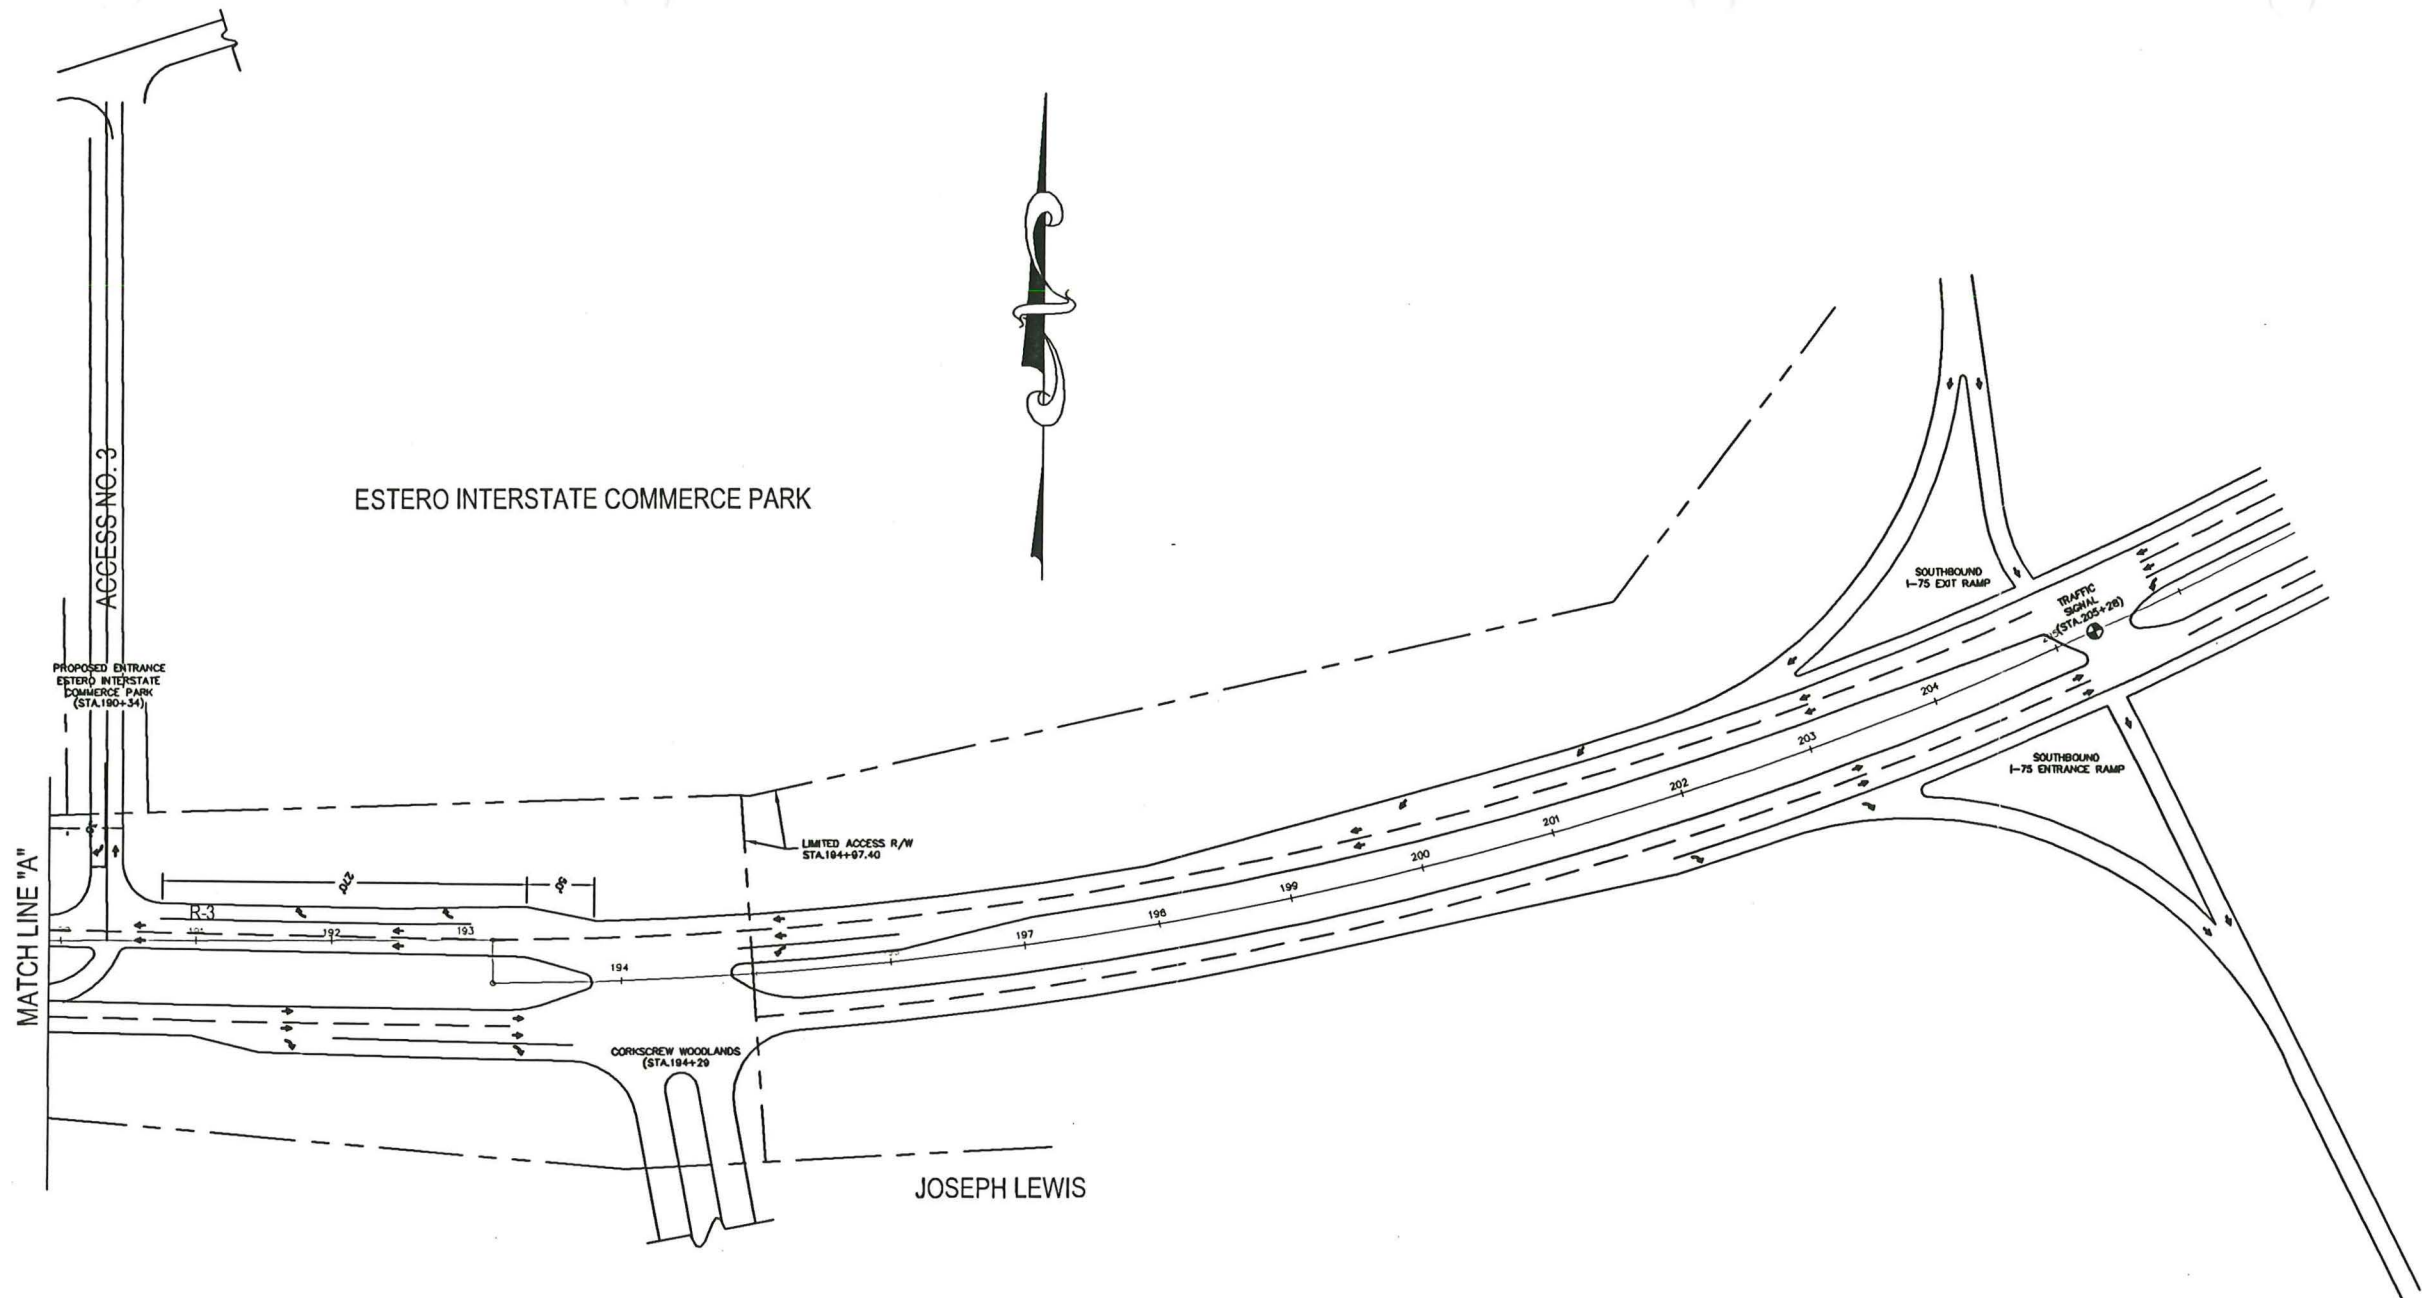 ACCESS NO. 3
ESTERO INTERSTATE COMMERCE PARK
PROPOSED ENTRANCE
ESTERO INTERSTATE
COMMERCE PARK
(STA.190+34)
SOUTHBOUND
I-75 EXIT RAMP
TRAFFIC
SIGNAL
(STA.205+28)
204
203
202
201
200
199
198
197
SOUTHBOUND
I-75 ENTRANCE RAMP
LIMITED ACCESS R/W
STA.194+97.40
MATCH LINE "A"
270'
50'
R-3
192
193
194
CORKSCREW WOODLANDS
(STA.194+29
JOSEPH LEWIS